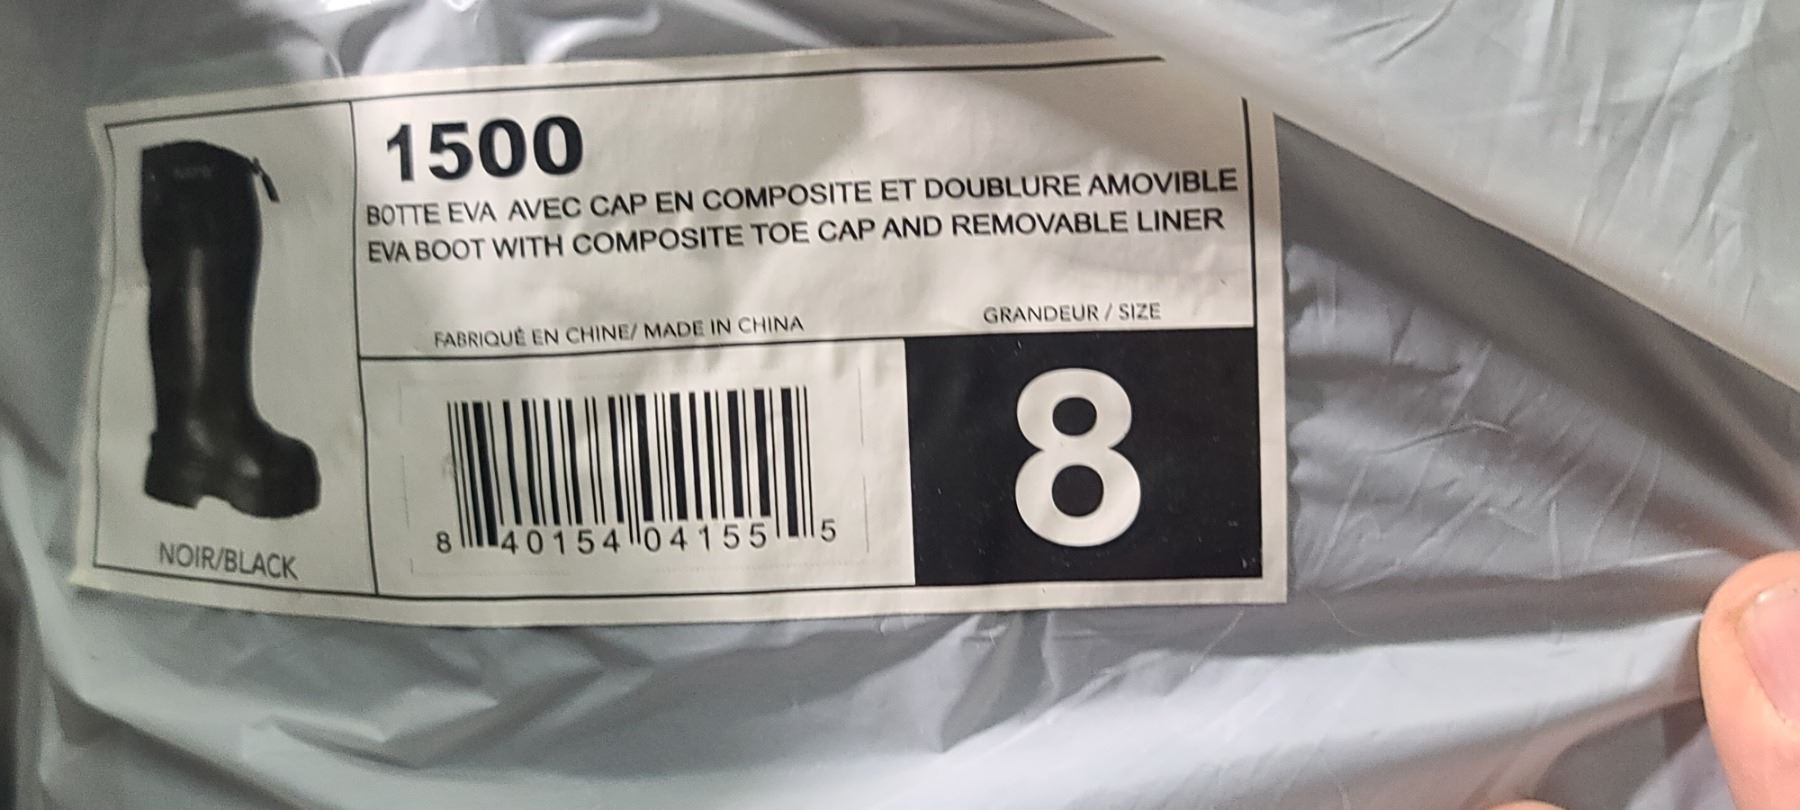 1500
BOTTE EVA AVEC CAP EN COMPOSITE ET DOUBLURE AMOVIBLE
EVA BOOT WITH COMPOSITE TOE CAP AND REMOVABLE LINER
FABRIQUÉ EN CHINE/ MADE IN CHINA
GRANDEUR / SIZE
8
8 40154 04155 5
NOIR/BLACK